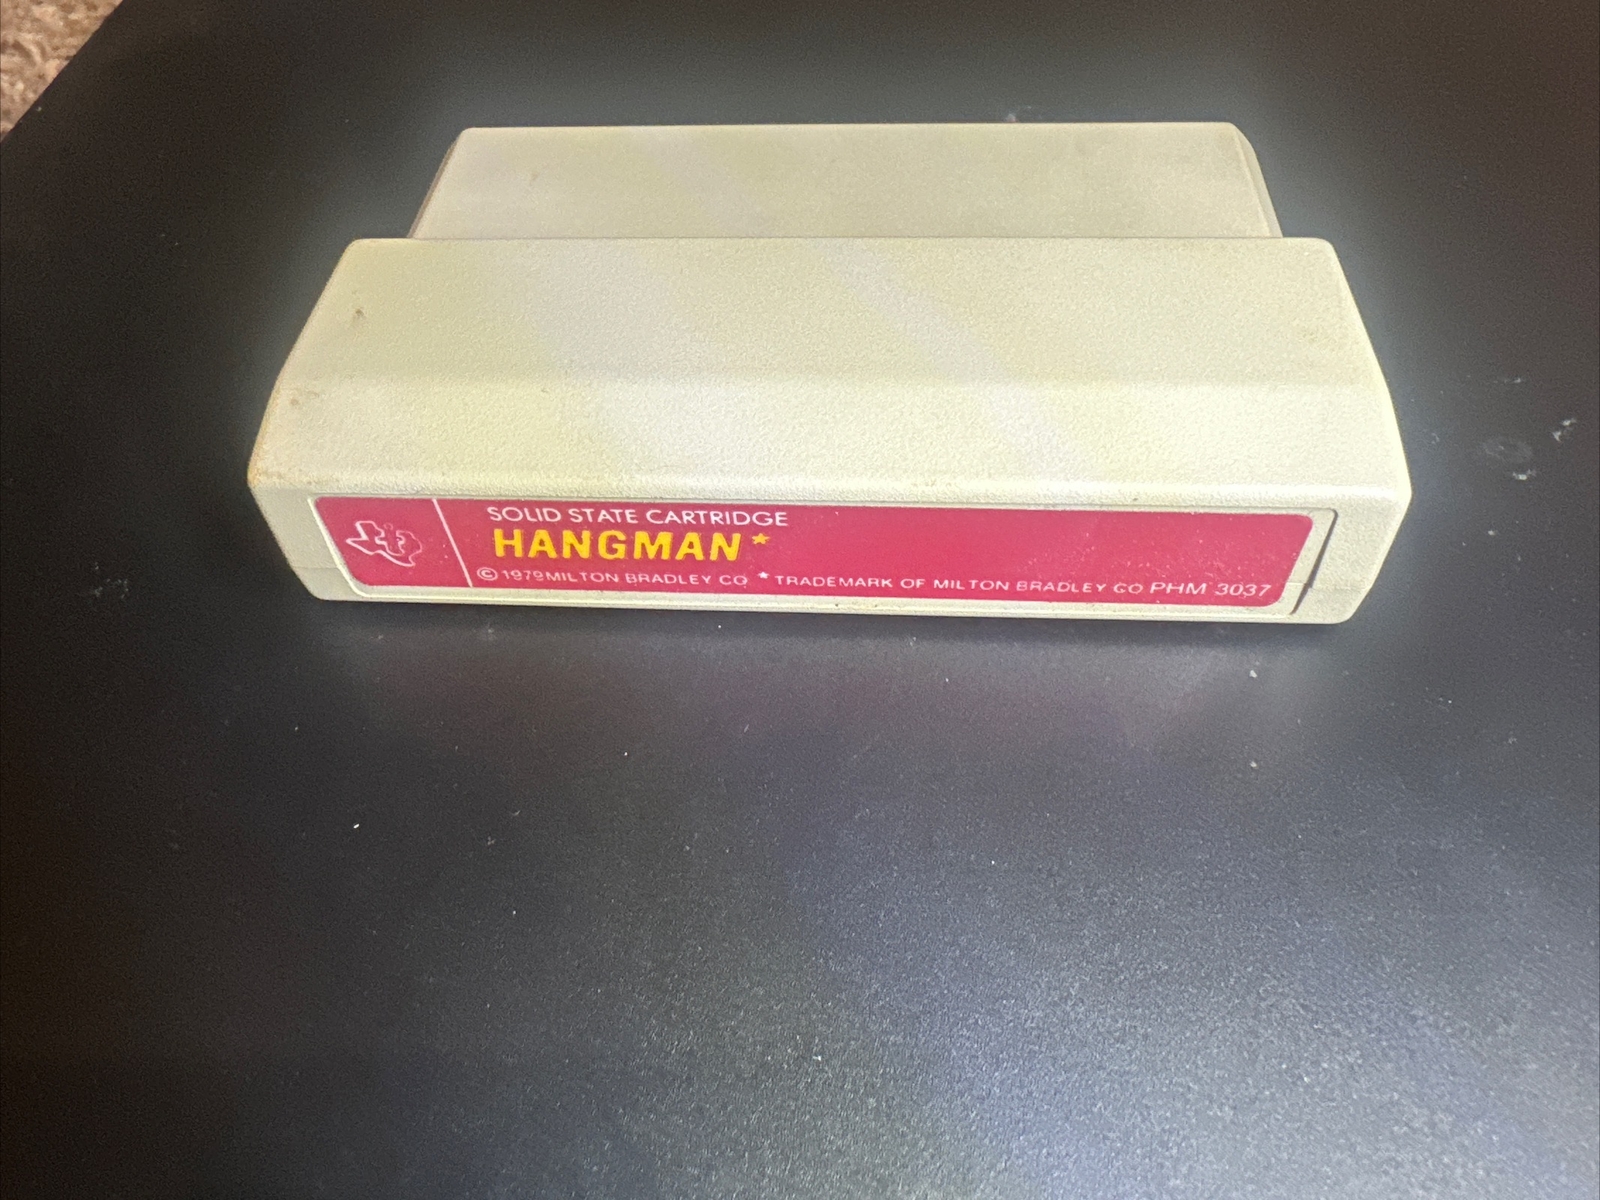 SOLID STATE CARTRIDGE
HANGMAN*
© 1979 MILTON BRADLEY CO * TRADEMARK OF MILTON BRADLEY CO PHM 3037